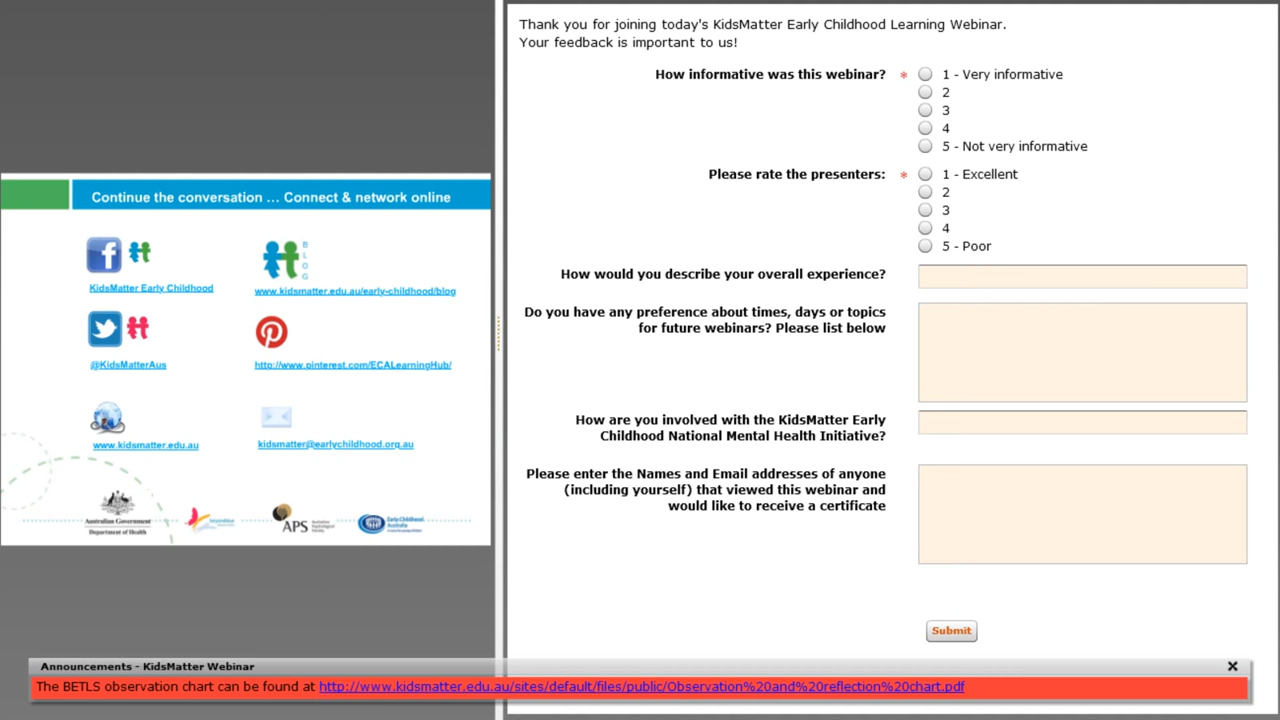 Continue the conversation … Connect & network online
KidsMatter Early Childhood
BLOG
www.kidsmatter.edu.au/early-childhood/blog
@KidsMatterAus
http://www.pinterest.com/ECALearningHub/
www.kidsmatter.edu.au
kidsmatter@earlychildhood.org.au
Australian Government
Department of Health
APS
Australian
Psychological
Society
Early Childhood
Australia
Thank you for joining today's KidsMatter Early Childhood Learning Webinar.
Your feedback is important to us!
How informative was this webinar? *
1 - Very informative
2
3
4
5 - Not very informative
Please rate the presenters: *
1 - Excellent
2
3
4
5 - Poor
How would you describe your overall experience?
Do you have any preference about times, days or topics
for future webinars? Please list below
How are you involved with the KidsMatter Early
Childhood National Mental Health Initiative?
Please enter the Names and Email addresses of anyone
(including yourself) that viewed this webinar and
would like to receive a certificate
Submit
Announcements - KidsMatter Webinar
The BETLS observation chart can be found at http://www.kidsmatter.edu.au/sites/default/files/public/Observation%20and%20reflection%20chart.pdf